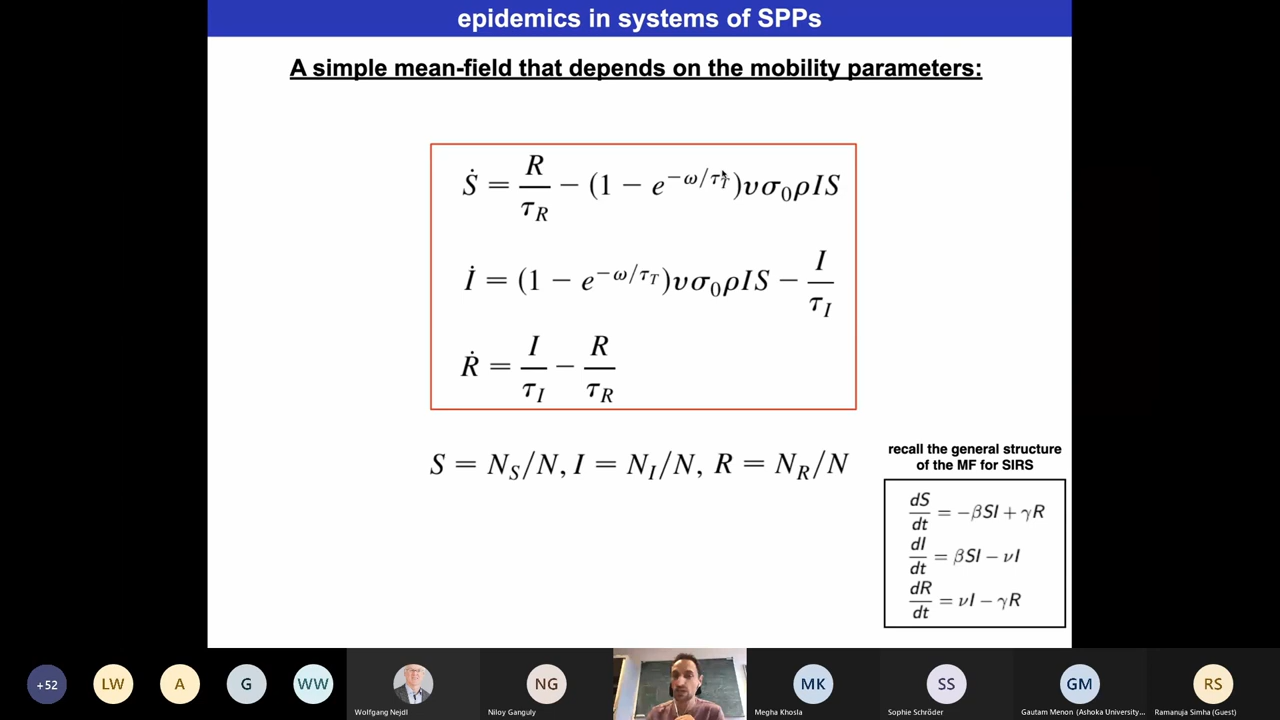 epidemics in systems of SPPs
A simple mean-field that depends on the mobility parameters:
Ṡ = R/τ_R − (1 − e^{−ω/τ_T})υσ₀ρIS
İ = (1 − e^{−ω/τ_T})υσ₀ρIS − I/τ_I
Ṙ = I/τ_I − R/τ_R
S = N_S/N, I = N_I/N, R = N_R/N
recall the general structure
of the MF for SIRS
dS/dt = −βSI + γR
dI/dt = βSI − νI
dR/dt = νI − γR
+52
LW
A
G
WW
Wolfgang Nejdl
NG
Niloy Ganguly
MK
Megha Khosla
SS
Sophie Schröder
GM
Gautam Menon (Ashoka University...
RS
Ramanuja Simha (Guest)